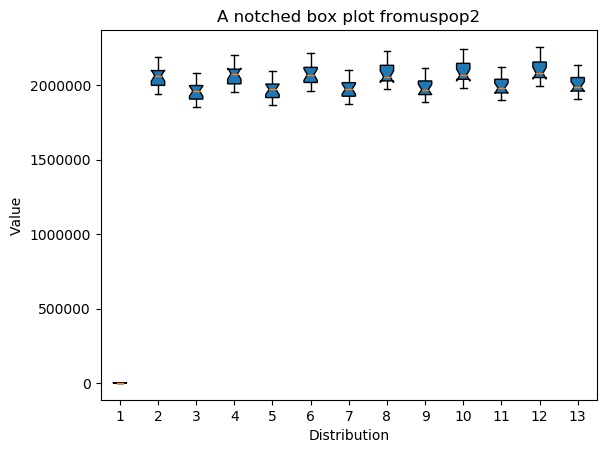 A notched box plot fromuspop2
Value
2000000
1500000
1000000
500000
0
1 2 3 4 5 6 7 8 9 10 11 12 13
Distribution